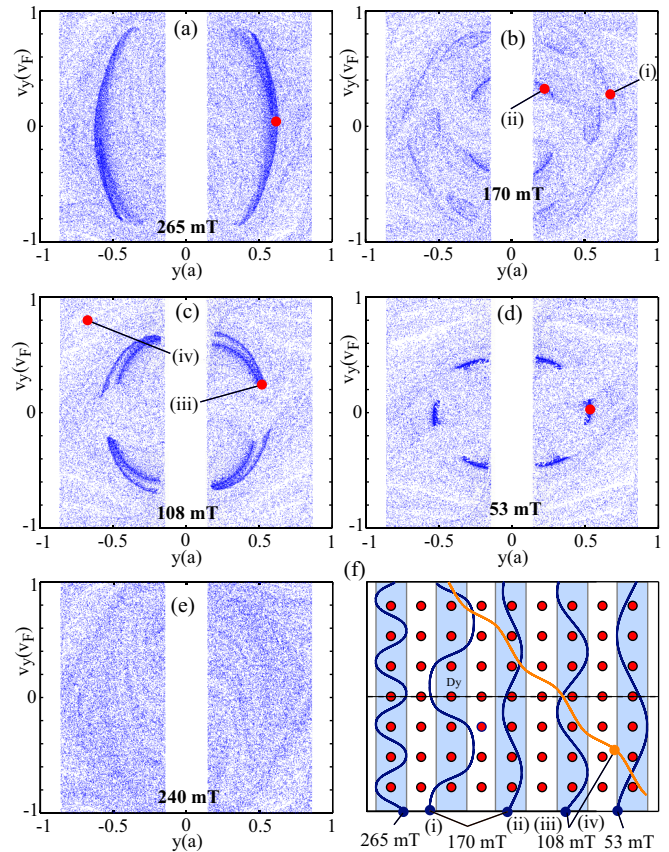 (a)
v_y(v_F)
1
0
-1
265 mT
-1 -0.5 0 0.5 1
y(a)
(b)
v_y(v_F)
1
0
-1
(i)
(ii)
170 mT
-1 -0.5 0 0.5 1
y(a)
(c)
v_y(v_F)
1
0
-1
(iv)
(iii)
108 mT
-1 -0.5 0 0.5 1
y(a)
(d)
v_y(v_F)
1
0
-1
53 mT
-1 -0.5 0 0.5 1
y(a)
(e)
v_y(v_F)
1
0
-1
240 mT
-1 -0.5 0 0.5 1
y(a)
(f)
Dy
(i) (ii) (iii) (iv)
265 mT 170 mT 108 mT 53 mT